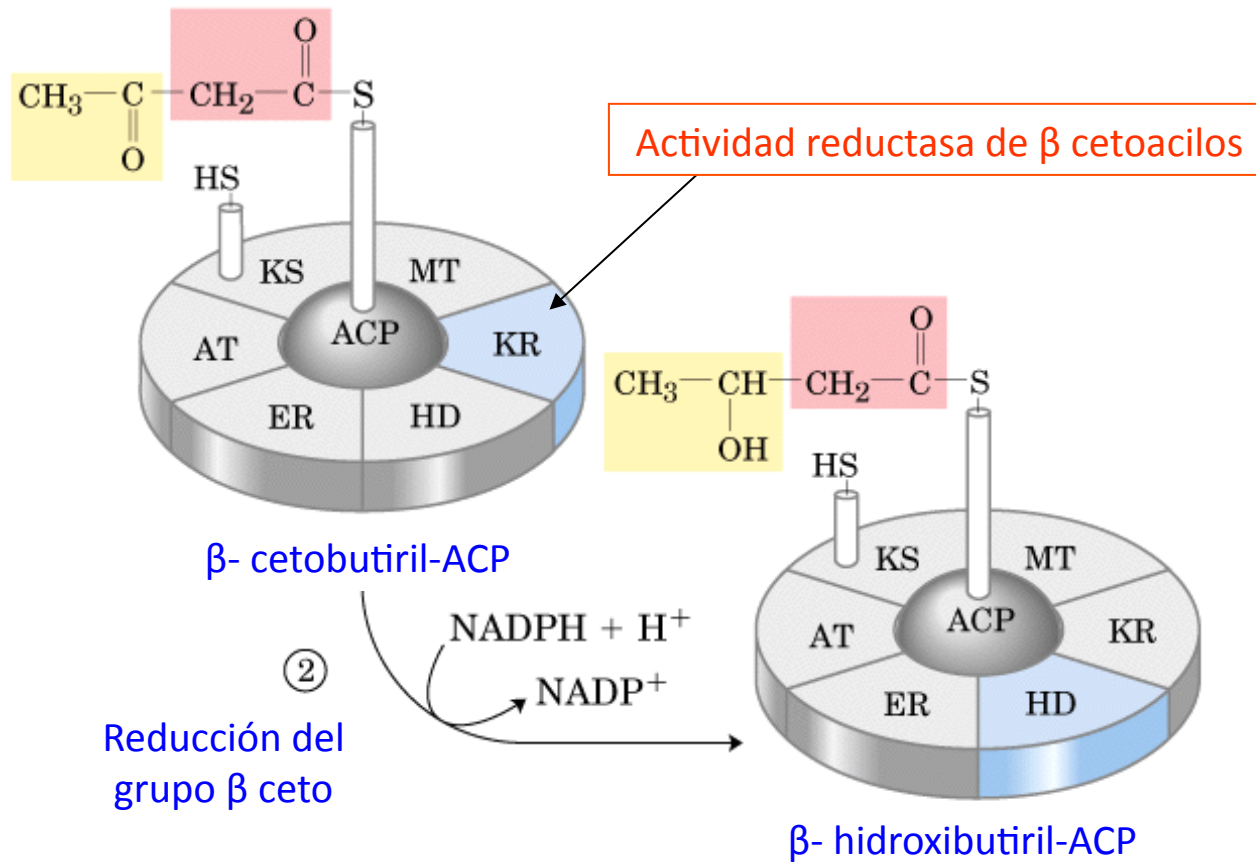 O
CH₃—C—CH₂—C—S
O
HS
Actividad reductasa de β cetoacilos
KS
MT
AT
ACP
KR
ER
HD
β- cetobutiril-ACP
O
CH₃—CH—CH₂—C—S
OH
HS
KS
MT
AT
ACP
KR
ER
HD
②
NADPH + H⁺
NADP⁺
Reducción del
grupo β ceto
β- hidroxibutiril-ACP